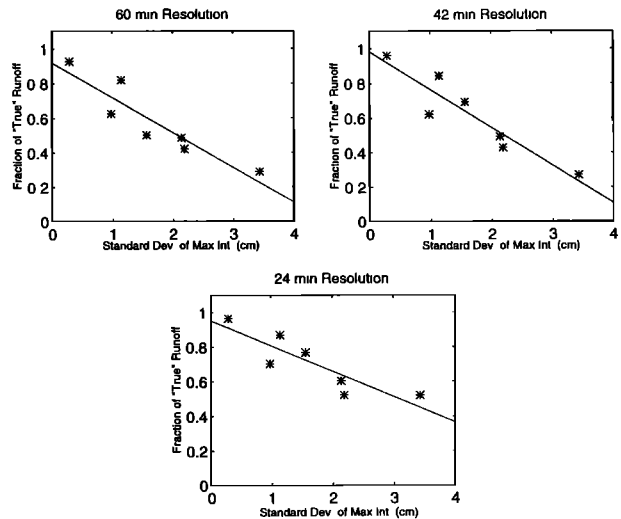 60 min Resolution
1
0.8
0.6
0.4
0 2
0
0 1 2 3 4
Fraction of "True" Runoff
Standard Dev of Max Int (cm)
42 min Resolution
1
0.8
0.6
0.4
0 2
0
0 1 2 3 4
Fraction of "True" Runoff
Standard Dev of Max Int (cm)
24 min Resolution
1
0.8
0.6
0.4
0.2
0
0 1 2 3 4
Fraction of "True" Runoff
Standard Dev of Max Int (cm)